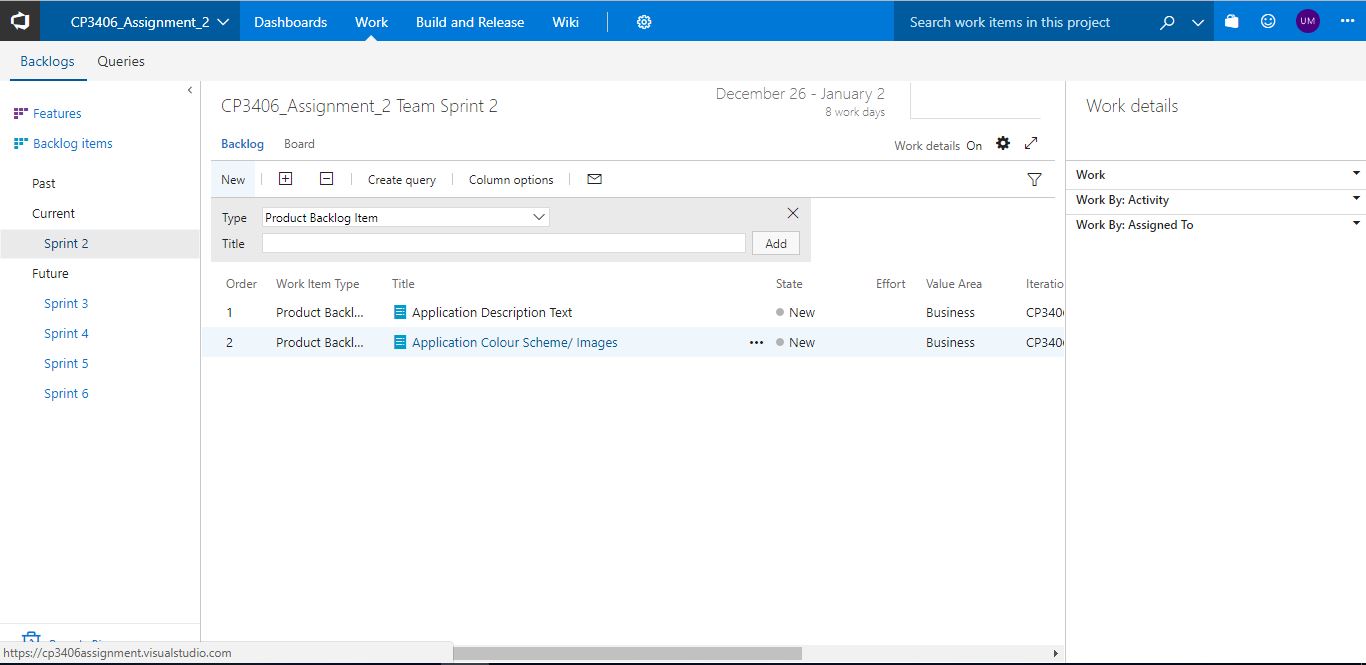 CP3406_Assignment_2 Dashboards Work Build and Release Wiki Search work items in this project UM
Backlogs Queries
Features
Backlog items
Past
Current
Sprint 2
Future
Sprint 3
Sprint 4
Sprint 5
Sprint 6
https://cp3406assignment.visualstudio.com
CP3406_Assignment_2 Team Sprint 2
December 26 - January 2
8 work days
Backlog Board
Work details On
New Create query Column options
Type Product Backlog Item
Title Add
Order Work Item Type Title State Effort Value Area Iteratio
1 Product Backl... Application Description Text New Business CP340
2 Product Backl... Application Colour Scheme/ Images ... New Business CP340
Work details
Work
Work By: Activity
Work By: Assigned To